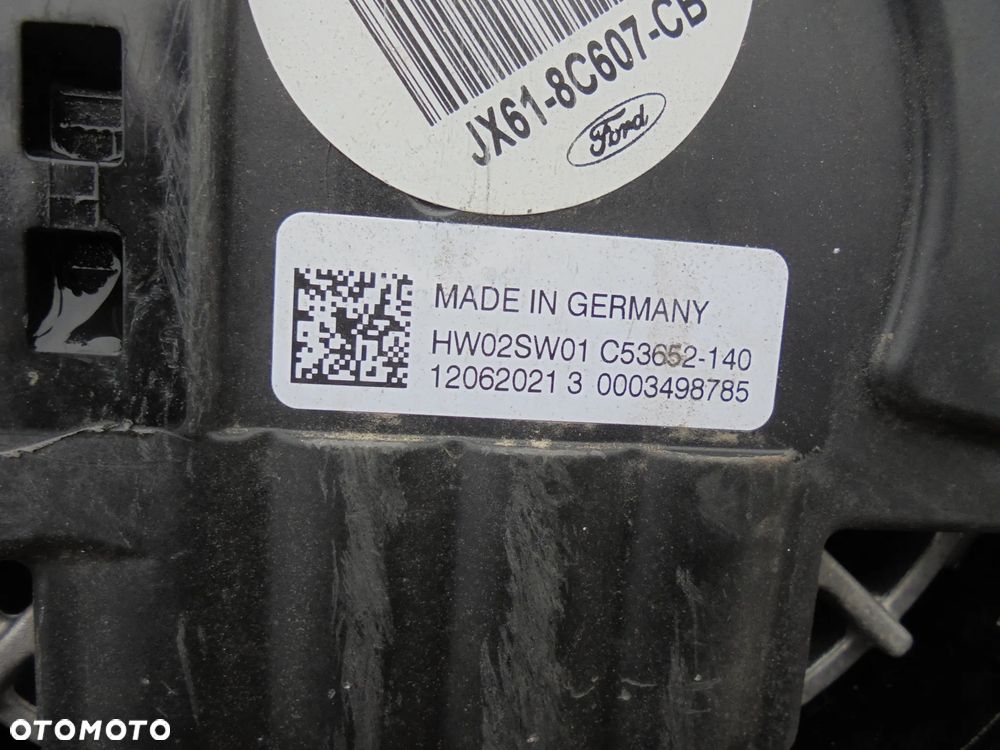 JX61-8C607-CB
Ford
MADE IN GERMANY
HW02SW01 C53652-140
12062021 3 0003498785
OTOMOTO